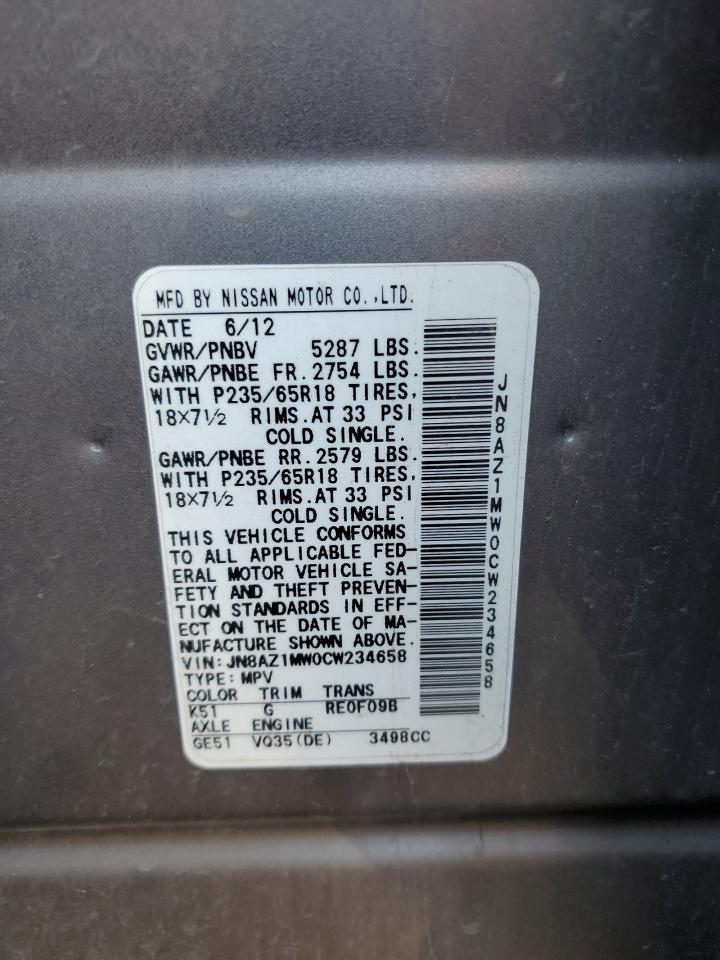 MFD BY NISSAN MOTOR CO.,LTD.
DATE 6/12
GVWR/PNBV 5287 LBS.
GAWR/PNBE FR. 2754 LBS.
WITH P235/65R18 TIRES,
18×7½ RIMS. AT 33 PSI
COLD SINGLE.
GAWR/PNBE RR. 2579 LBS.
WITH P235/65R18 TIRES,
18×7½ RIMS. AT 33 PSI
COLD SINGLE.
THIS VEHICLE CONFORMS
TO ALL APPLICABLE FED-
ERAL MOTOR VEHICLE SA-
FETY AND THEFT PREVEN-
TION STANDARDS IN EFF-
ECT ON THE DATE OF MA-
NUFACTURE SHOWN ABOVE.
VIN: JN8AZ1MW0CW234658
TYPE: MPV
COLOR TRIM TRANS
K51 G RE0F09B
AXLE ENGINE
GE51 VQ35(DE) 3498CC
JN8AZ1MW0CW234658